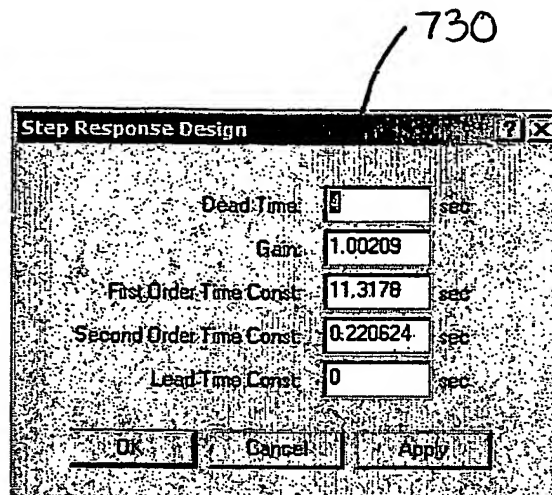 730
Step Response Design
Dead Time: sec
Gain: 1.00209
First Order Time Const: 11.3178 sec
Second Order Time Const: 0.220624 sec
Lead Time Const: 0 sec
OK Cancel Apply